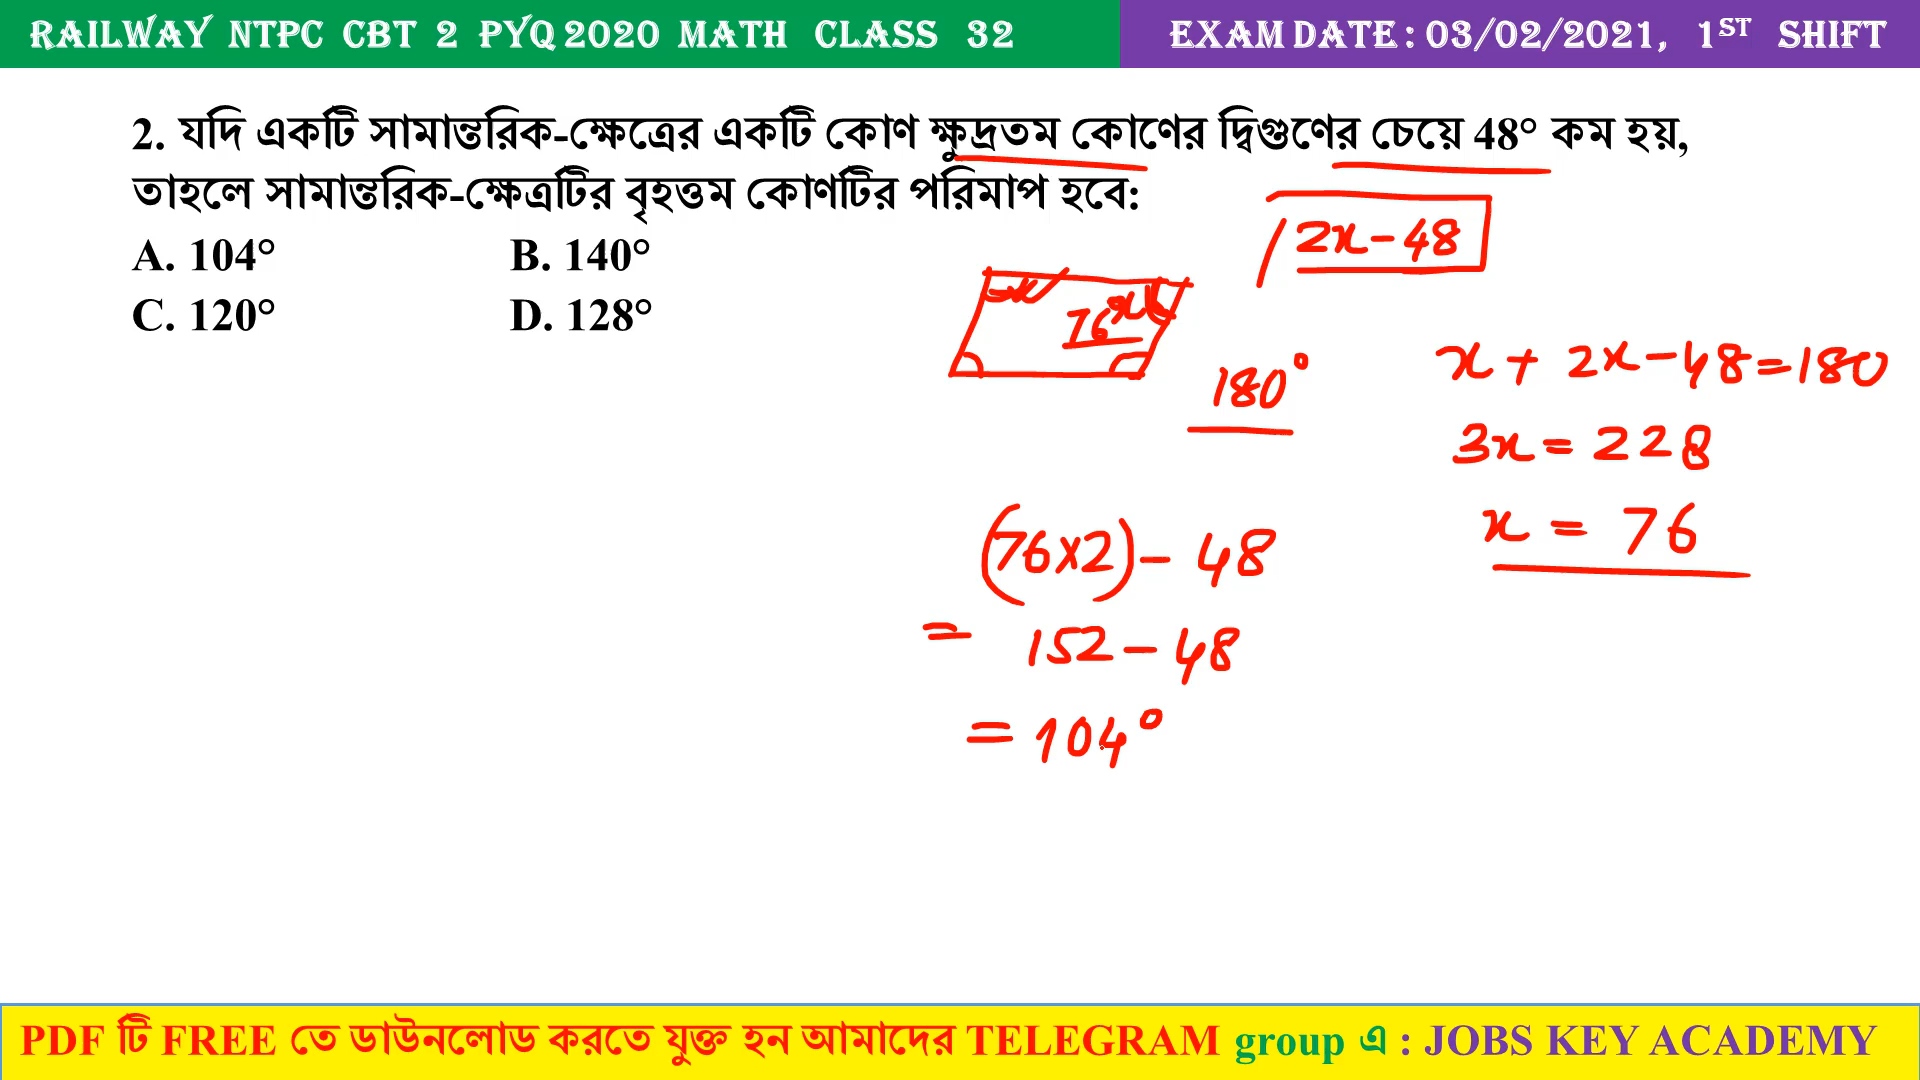 RAILWAY NTPC CBT 2 PYQ 2020 MATH CLASS 32
EXAM DATE : 03/02/2021, 1ST SHIFT
2. যদি একটি সামান্তরিক-ক্ষেত্রের একটি কোণ ক্ষুদ্রতম কোণের দ্বিগুণের চেয়ে 48° কম হয়,
তাহলে সামান্তরিক-ক্ষেত্রটির বৃহত্তম কোণটির পরিমাপ হবে:
A. 104° B. 140°
C. 120° D. 128°
2x-48
x
76
180°
x + 2x - 48 = 180
3x = 228
x = 76
(76×2) - 48
= 152 - 48
= 104°
PDF টি FREE তে ডাউনলোড করতে যুক্ত হন আমাদের TELEGRAM group এ : JOBS KEY ACADEMY